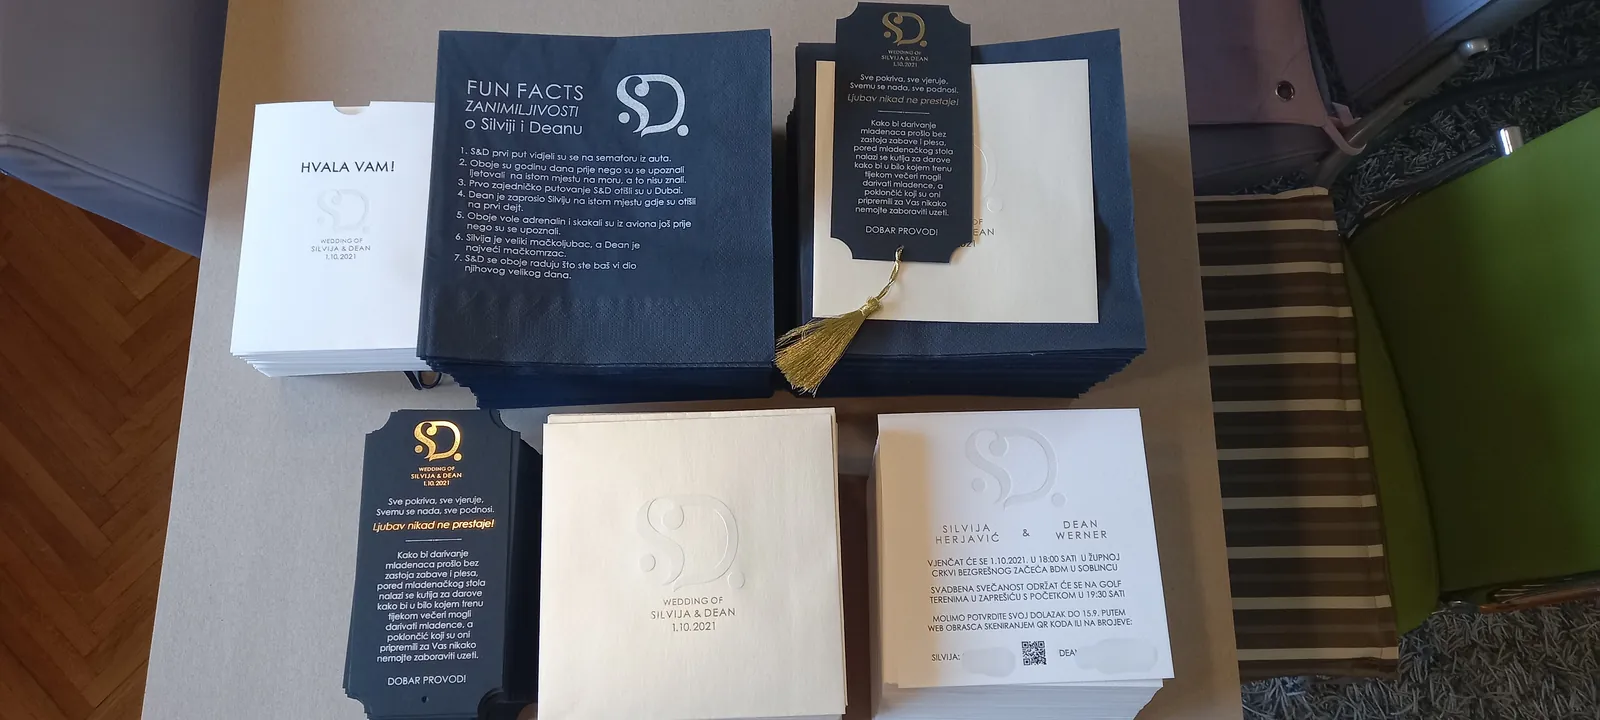 HVALA VAM!
SD.
WEDDING OF
SILVIJA & DEAN
1.10.2021
FUN FACTS
ZANIMILJIVOSTI
o Silviji i Deanu
SD.
1. S&D prvi put vidjeli su se na semaforu iz auta.
2. Oboje su godinu dana prije nego su se upoznali
ljetovali na istom mjestu na moru, a to nisu znali.
3. Prvo zajedničko putovanje S&D otišli su u Dubai.
4. Dean je zaprosio Silviju na istom mjestu gdje su otišli
na prvi dejt.
5. Oboje vole adrenalin i skakali su iz aviona još prije
nego su se upoznali.
6. Silvija je veliki mačkoljubac, a Dean je
najveći mačkomrzac.
7. S&D se oboje raduju što ste baš vi dio
njihovog velikog dana.
SD.
WEDDING OF
SILVIJA & DEAN
1.10.2021
Sve pokriva, sve vjeruje,
Svemu se nada, sve podnosi.
Ljubav nikad ne prestaje!
Kako bi darivanje
mladenaca prošlo bez
zastoja zabave i plesa,
pored mladenačkog stola
nalazi se kutija za darove
kako bi u bilo kojem trenu
tijekom večeri mogli
darivati mladence, a
poklončić koji su oni
pripremili za Vas nikako
nemojte zaboraviti uzeti.
DOBAR PROVOD!
OF
EAN
21
SD.
WEDDING OF
SILVIJA & DEAN
1.10.2021
Sve pokriva, sve vjeruje,
Svemu se nada, sve podnosi.
Ljubav nikad ne prestaje!
Kako bi darivanje
mladenaca prošlo bez
zastoja zabave i plesa,
pored mladenačkog stola
nalazi se kutija za darove
kako bi u bilo kojem trenu
tijekom večeri mogli
darivati mladence, a
poklončić koji su oni
pripremili za Vas nikako
nemojte zaboraviti uzeti.
DOBAR PROVOD!
SD.
WEDDING OF
SILVIJA & DEAN
1.10.2021
SD.
SILVIJA HERJAVIĆ & DEAN WERNER
VJENČAT ĆE SE 1.10.2021. U 18:00 SATI U ŽUPNOJ
CRKVI BEZGREŠNOG ZAČEĆA BDM U SOBLINCU
SVADBENA SVEČANOST ODRŽAT ĆE SE NA GOLF
TERENIMA U ZAPREŠIĆU S POČETKOM U 19:30 SATI
MOLIMO POTVRDITE SVOJ DOLAZAK DO 15.9. PUTEM
WEB OBRASCA SKENIRANJEM QR KODA ILI NA BROJEVE:
SILVIJA: DEA